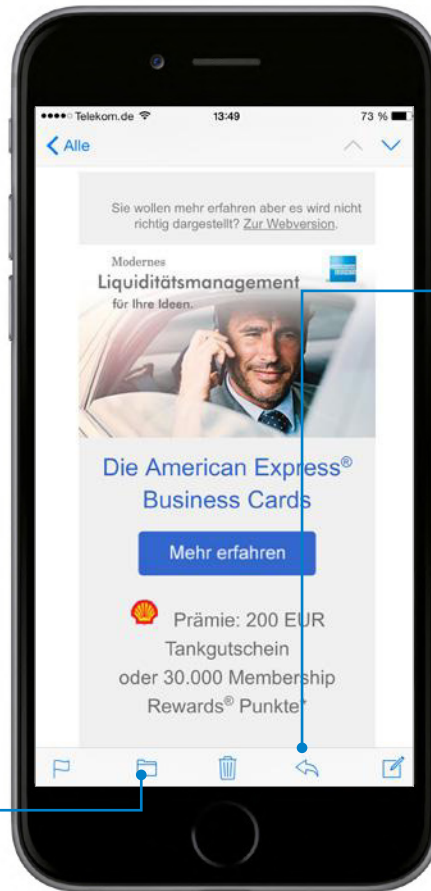 Telekom.de 13:49 73 %
Alle
Sie wollen mehr erfahren aber es wird nicht
richtig dargestellt? Zur Webversion.
Modernes
Liquiditätsmanagement
für Ihre Ideen.
Die American Express®
Business Cards
Mehr erfahren
Prämie: 200 EUR
Tankgutschein
oder 30.000 Membership
Rewards® Punkte*